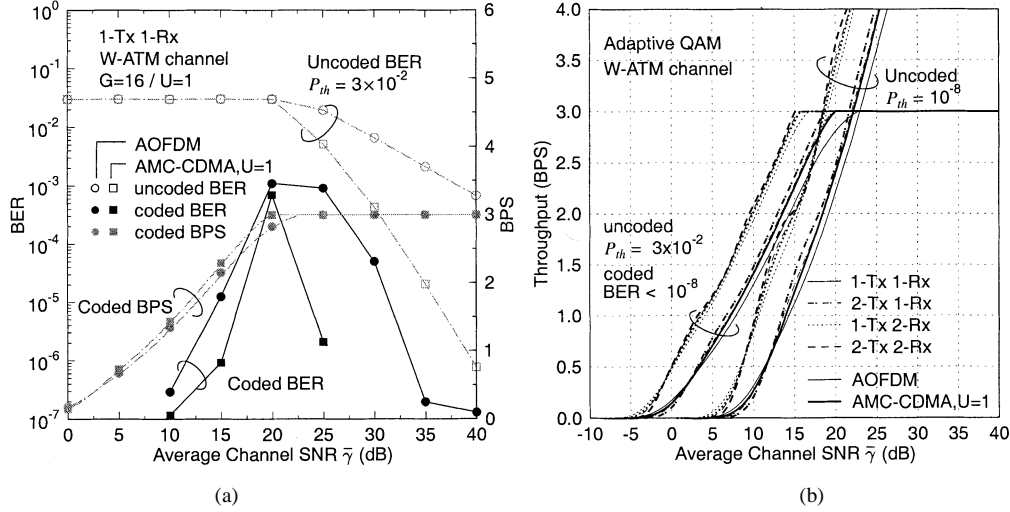 1-Tx 1-Rx
W-ATM channel
G=16 / U=1
Uncoded BER
P_th = 3×10^-2
AOFDM
AMC-CDMA,U=1
uncoded BER
coded BER
coded BPS
Coded BPS
Coded BER
BER
10^0
10^-1
10^-2
10^-3
10^-4
10^-5
10^-6
10^-7
BPS
6
5
4
3
2
1
0
0 5 10 15 20 25 30 35 40
Average Channel SNR γ̄ (dB)
(a)
Adaptive QAM
W-ATM channel
Uncoded
P_th = 10^-8
uncoded
P_th = 3x10^-2
coded
BER < 10^-8
1-Tx 1-Rx
2-Tx 1-Rx
1-Tx 2-Rx
2-Tx 2-Rx
AOFDM
AMC-CDMA,U=1
Throughput (BPS)
4.0
3.5
3.0
2.5
2.0
1.5
1.0
0.5
0.0
-10 -5 0 5 10 15 20 25 30 35 40
Average Channel SNR γ̄ (dB)
(b)